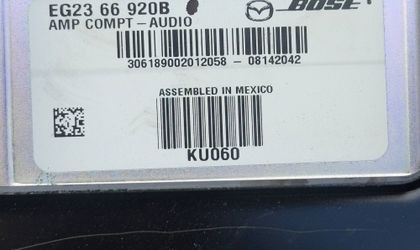 EG23 66 920B
BOSE
AMP COMPT-AUDIO
306189002012058 - 08142042
ASSEMBLED IN MEXICO
KU060